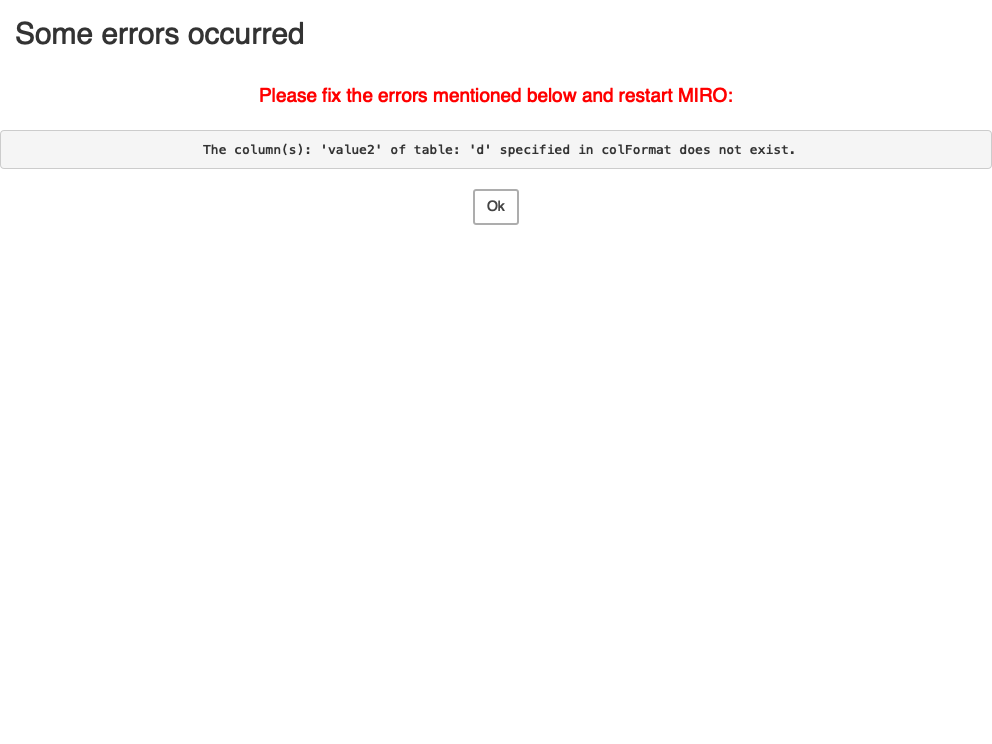 Some errors occurred
Please fix the errors mentioned below and restart MIRO:
The column(s): 'value2' of table: 'd' specified in colFormat does not exist.
Ok